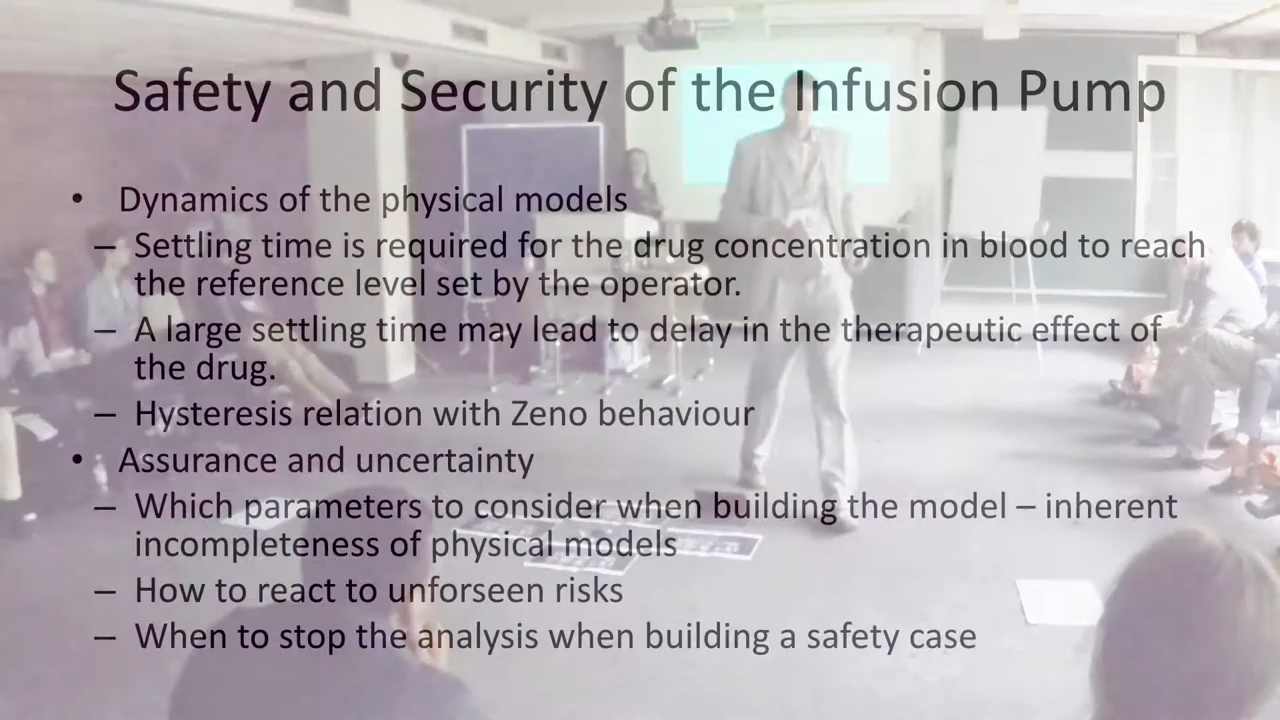 Safety and Security of the Infusion Pump
• Dynamics of the physical models
– Settling time is required for the drug concentration in blood to reach
the reference level set by the operator.
– A large settling time may lead to delay in the therapeutic effect of
the drug.
– Hysteresis relation with Zeno behaviour
• Assurance and uncertainty
– Which parameters to consider when building the model – inherent
incompleteness of physical models
– How to react to unforseen risks
– When to stop the analysis when building a safety case